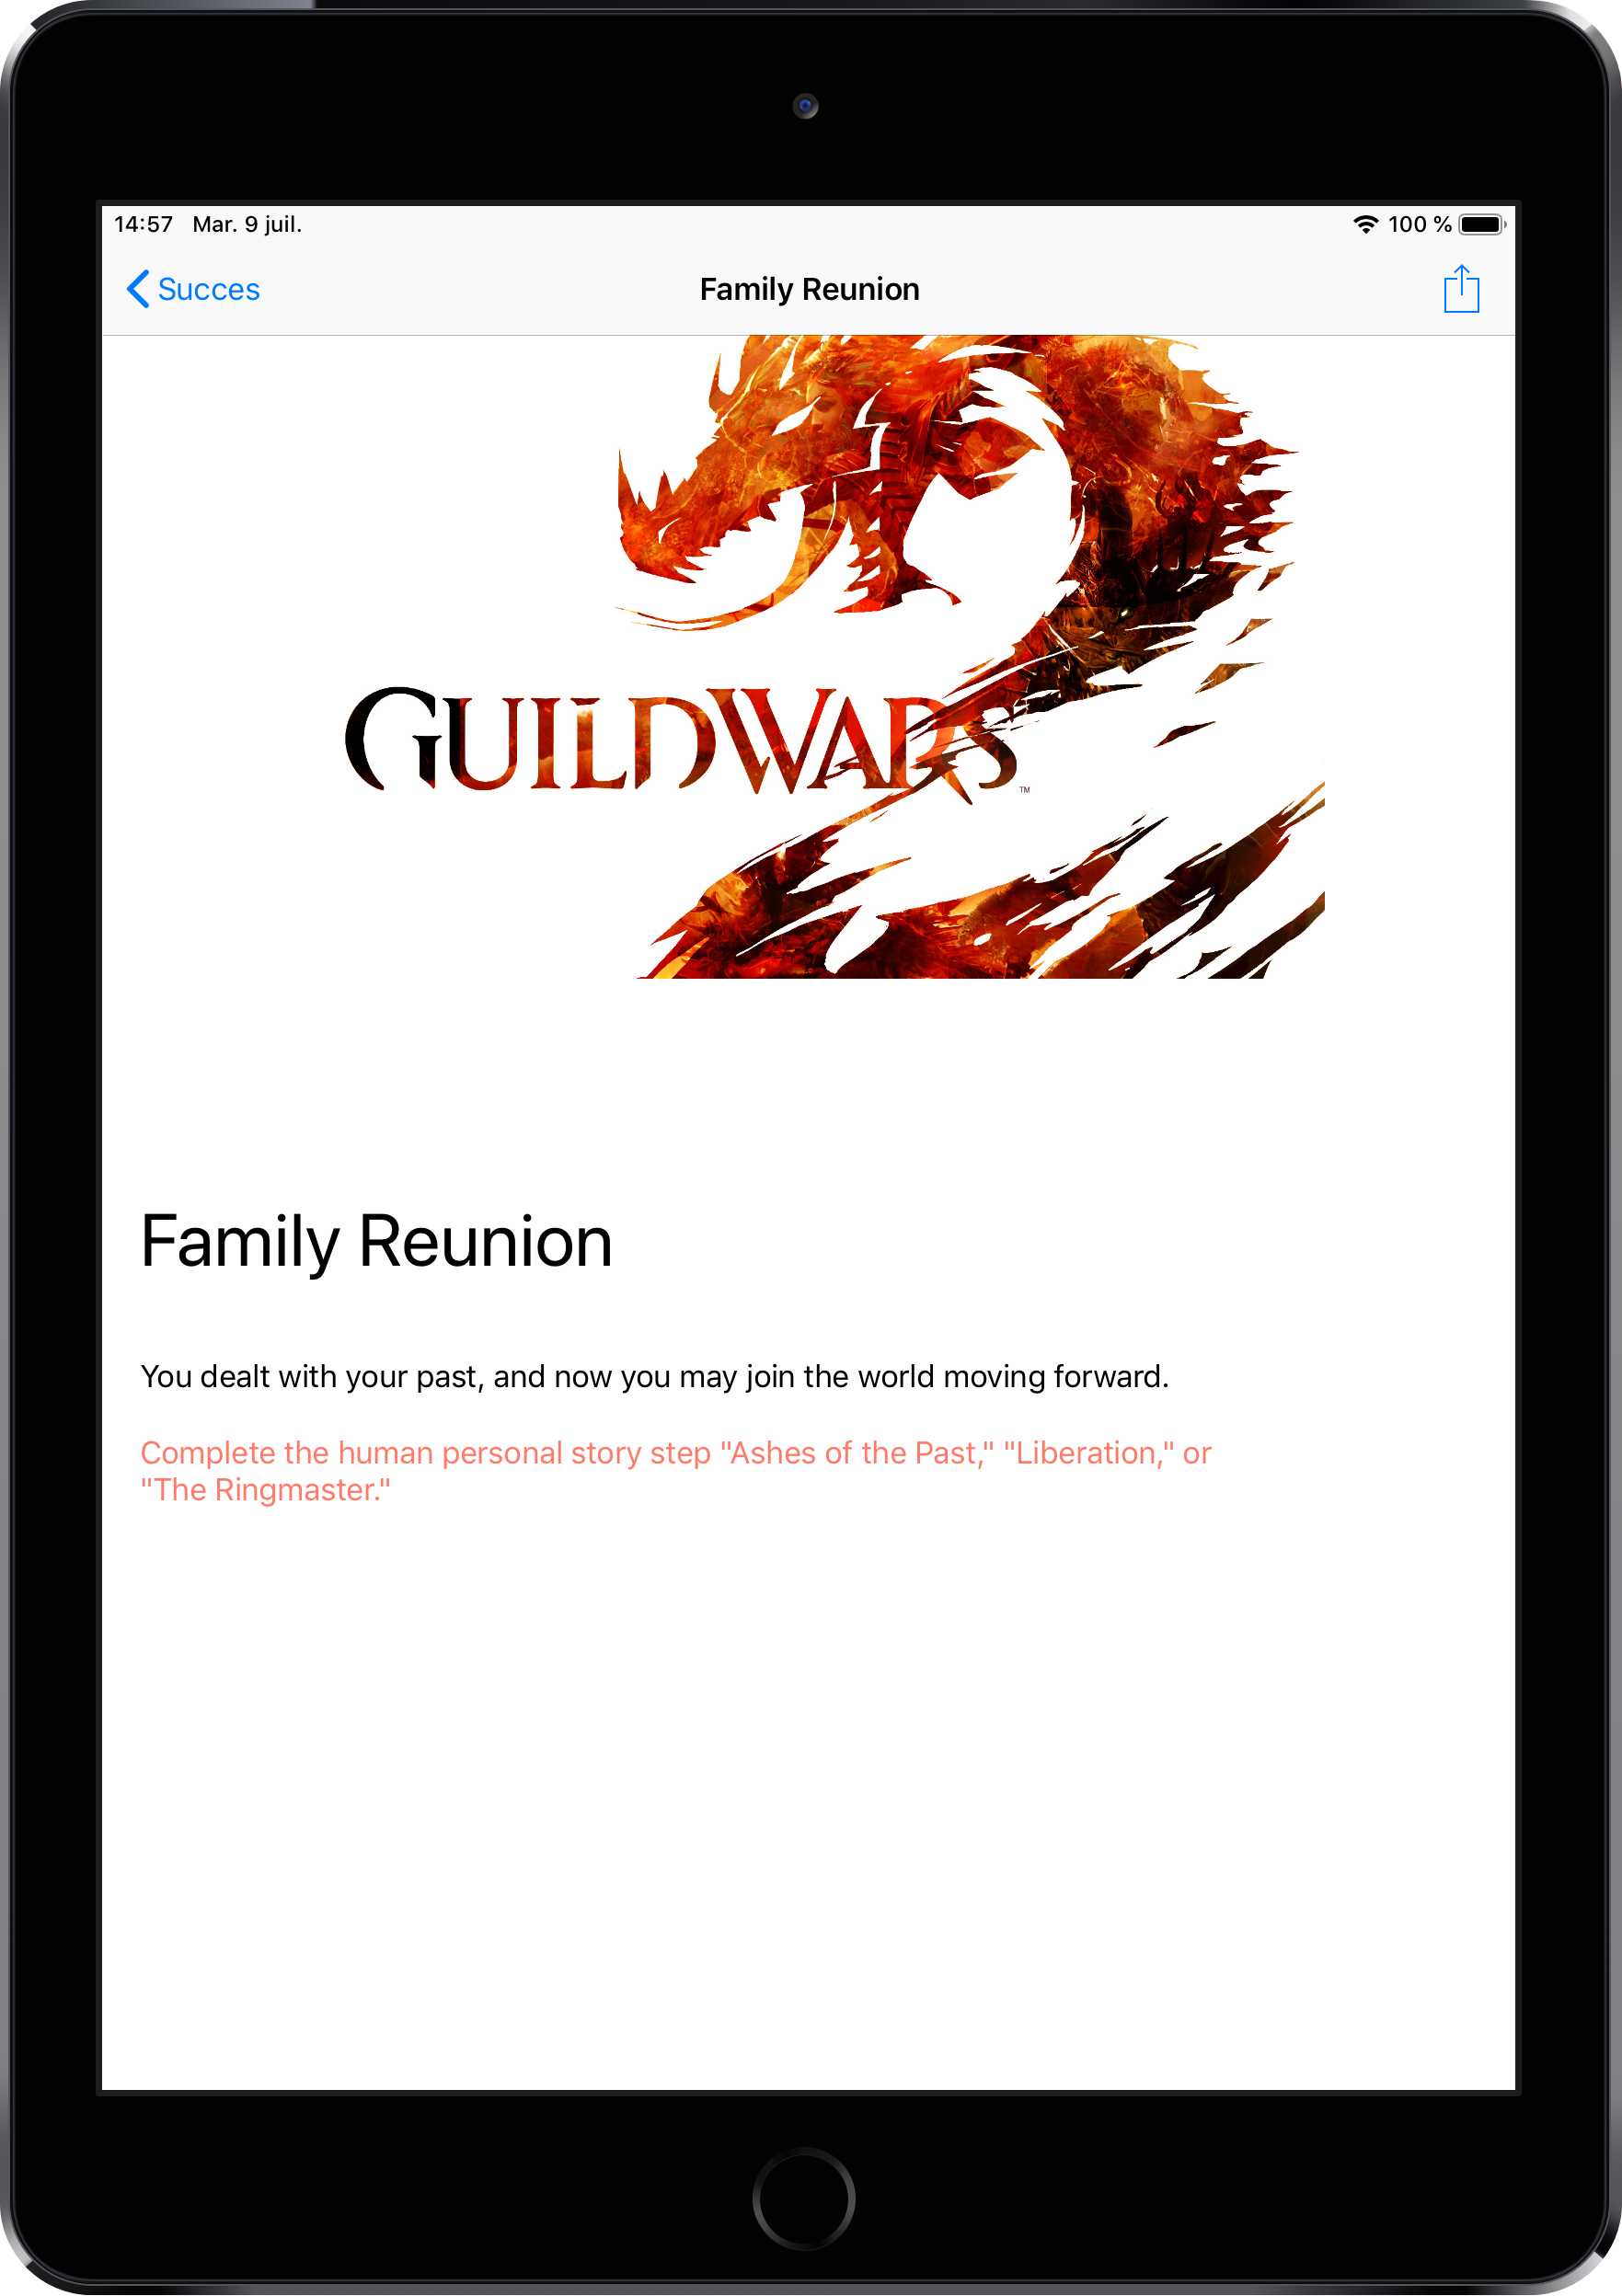 14:57 Mar. 9 juil. 100 %
Succes Family Reunion
GUILDWARS™
Family Reunion
You dealt with your past, and now you may join the world moving forward.
Complete the human personal story step "Ashes of the Past," "Liberation," or
"The Ringmaster."